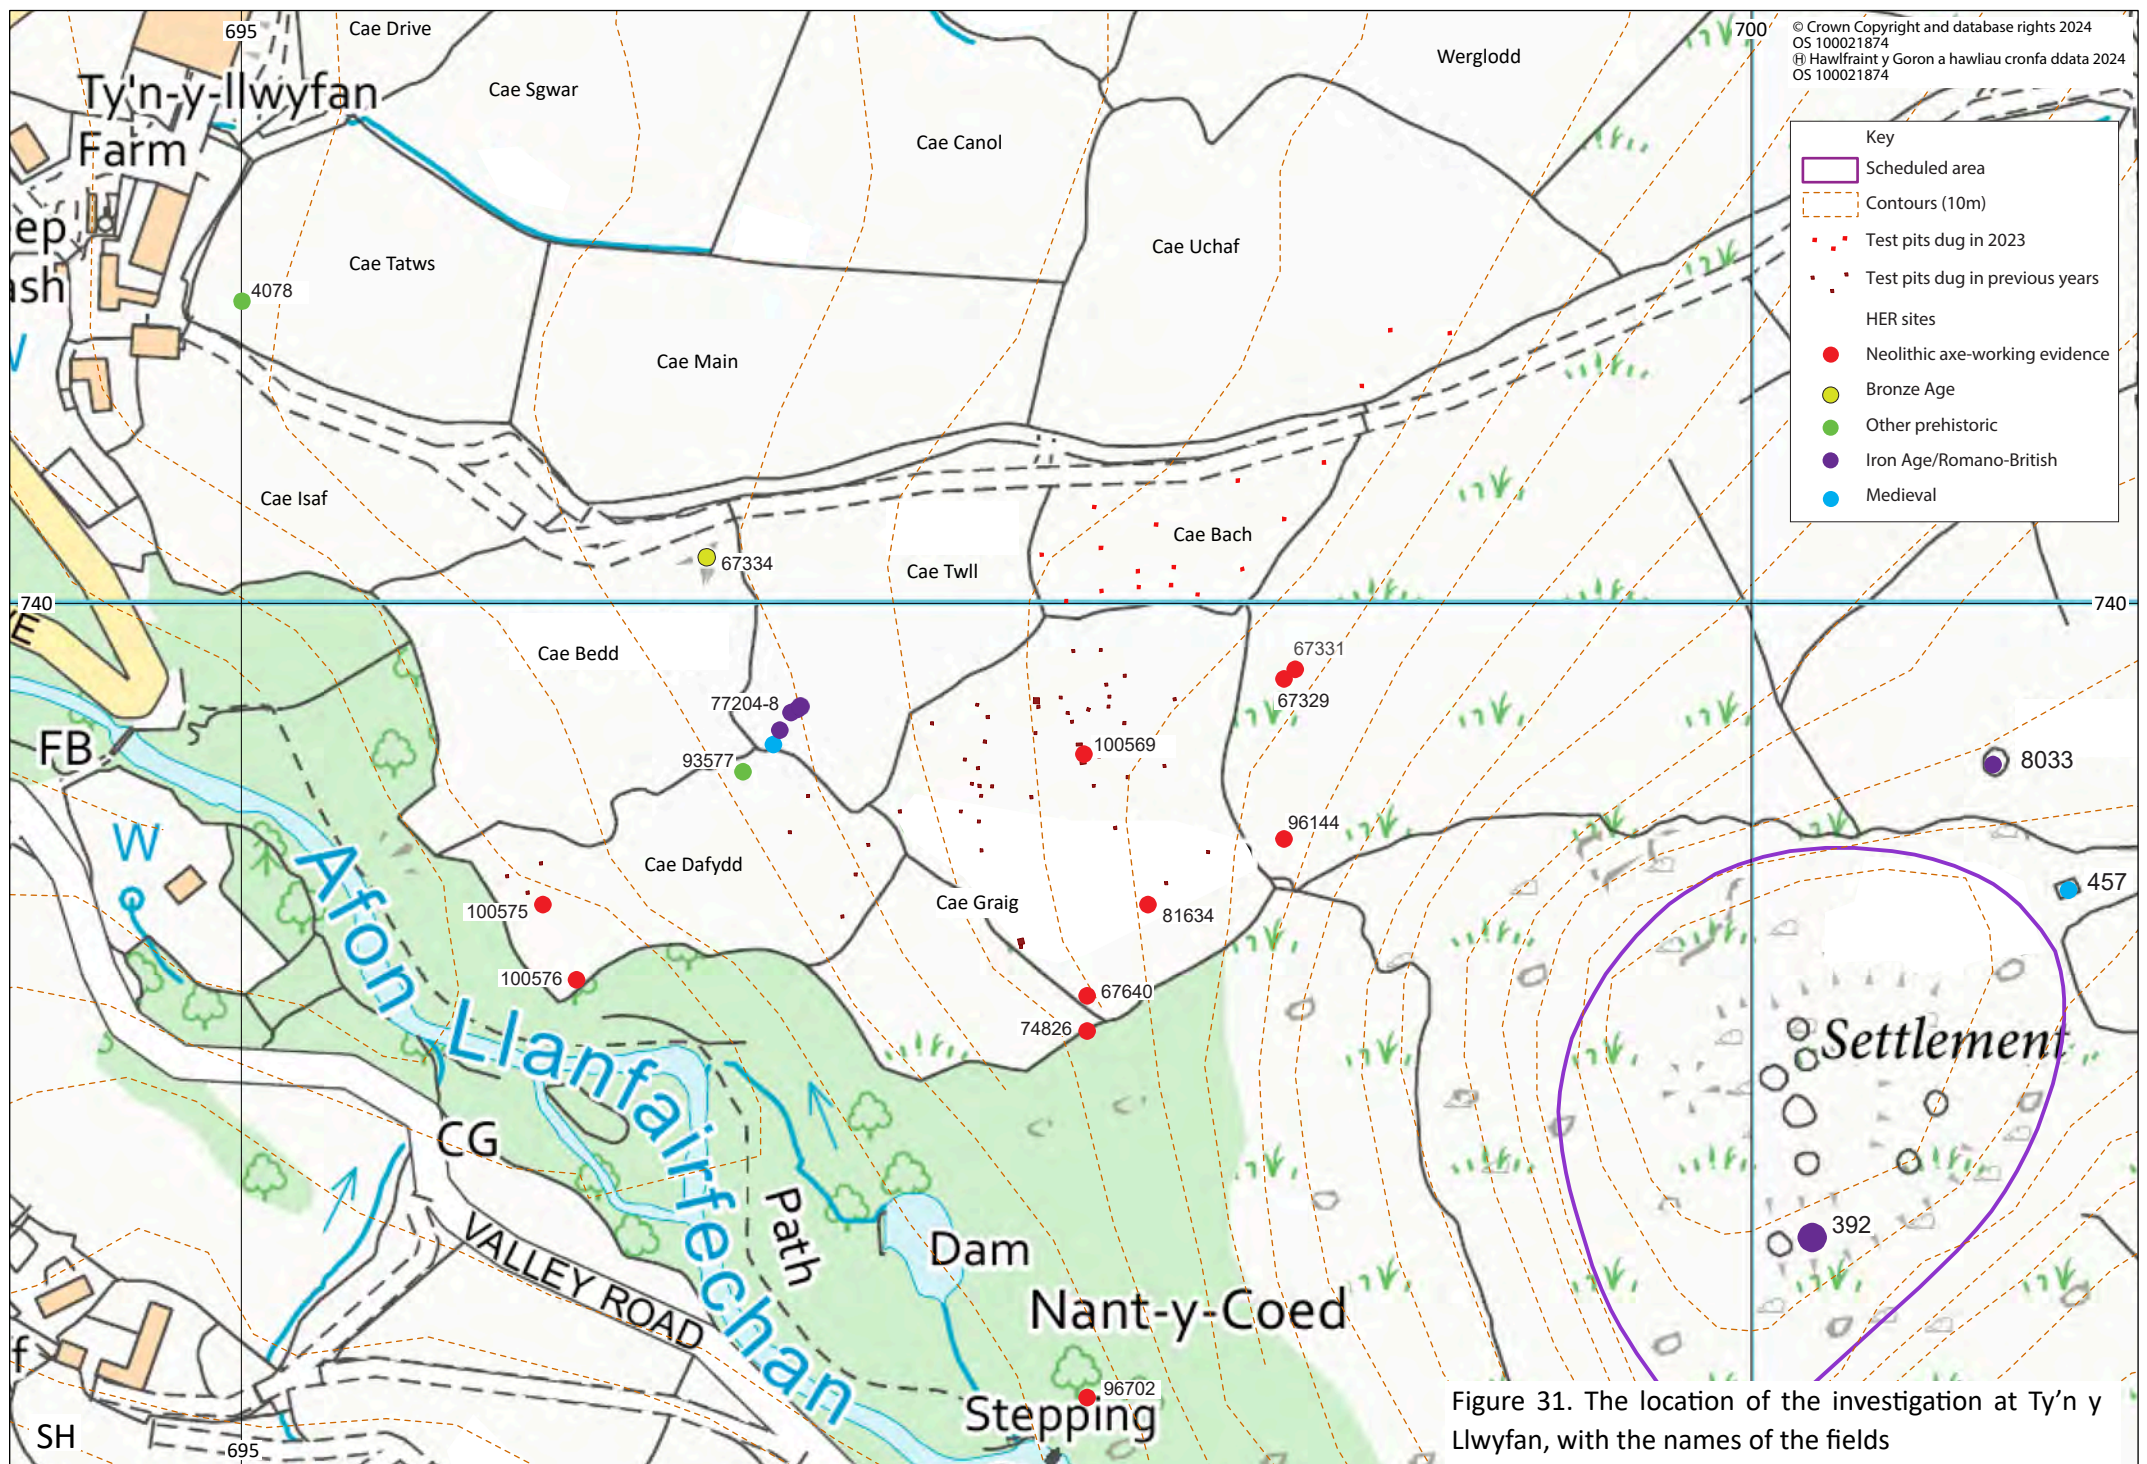 695
Cae Drive
700
© Crown Copyright and database rights 2024
OS 100021874
Ⓗ Hawlfraint y Goron a hawliau cronfa ddata 2024
OS 100021874
Werglodd
Ty'n-y-llwyfan
Farm
Cae Sgwar
Cae Canol
Key
Scheduled area
Contours (10m)
Test pits dug in 2023
Test pits dug in previous years
HER sites
Neolithic axe-working evidence
Bronze Age
Other prehistoric
Iron Age/Romano-British
Medieval
ep
ash
Cae Tatws
Cae Uchaf
4078
W
Cae Main
Cae Isaf
Cae Bach
67334
Cae Twll
740
740
E
Cae Bedd
67331
67329
77204-8
FB
93577
100569
8033
W
96144
Cae Dafydd
457
Cae Graig
100575
81634
100576
67640
74826
Afon Llanfairfechan
Settlement
CG
Path
392
VALLEY ROAD
Dam
Nant-y-Coed
ff
96702
Stepping
SH
695
Figure 31. The location of the investigation at Ty'n y
Llwyfan, with the names of the fields